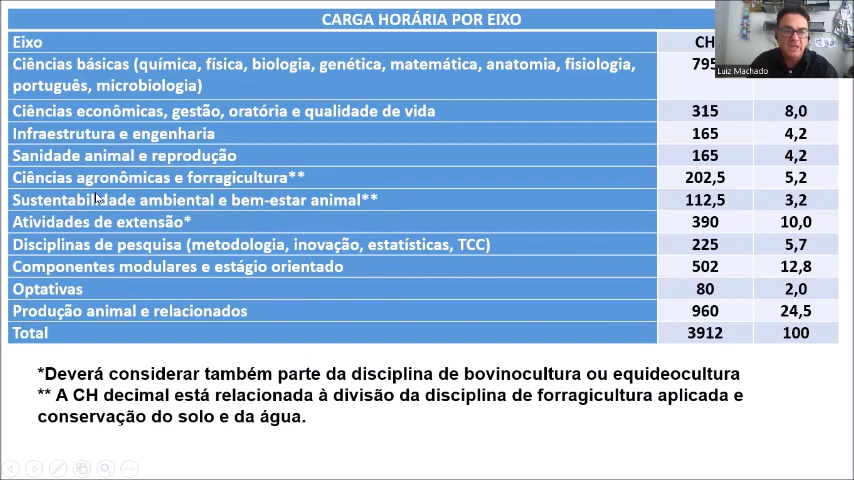 CARGA HORÁRIA POR EIXO
Eixo CH
Ciências básicas (química, física, biologia, genética, matemática, anatomia, fisiologia, 795
português, microbiologia)
Ciências econômicas, gestão, oratória e qualidade de vida 315 8,0
Infraestrutura e engenharia 165 4,2
Sanidade animal e reprodução 165 4,2
Ciências agronômicas e forragicultura** 202,5 5,2
Sustentabilidade ambiental e bem-estar animal** 112,5 3,2
Atividades de extensão* 390 10,0
Disciplinas de pesquisa (metodologia, inovação, estatísticas, TCC) 225 5,7
Componentes modulares e estágio orientado 502 12,8
Optativas 80 2,0
Produção animal e relacionados 960 24,5
Total 3912 100
*Deverá considerar também parte da disciplina de bovinocultura ou equideocultura
** A CH decimal está relacionada à divisão da disciplina de forragicultura aplicada e
conservação do solo e da água.
Luiz Machado